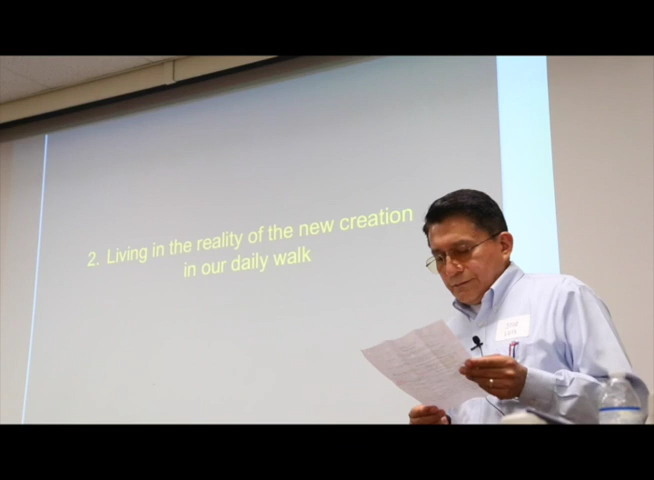 2. Living in the reality of the new creation
in our daily walk